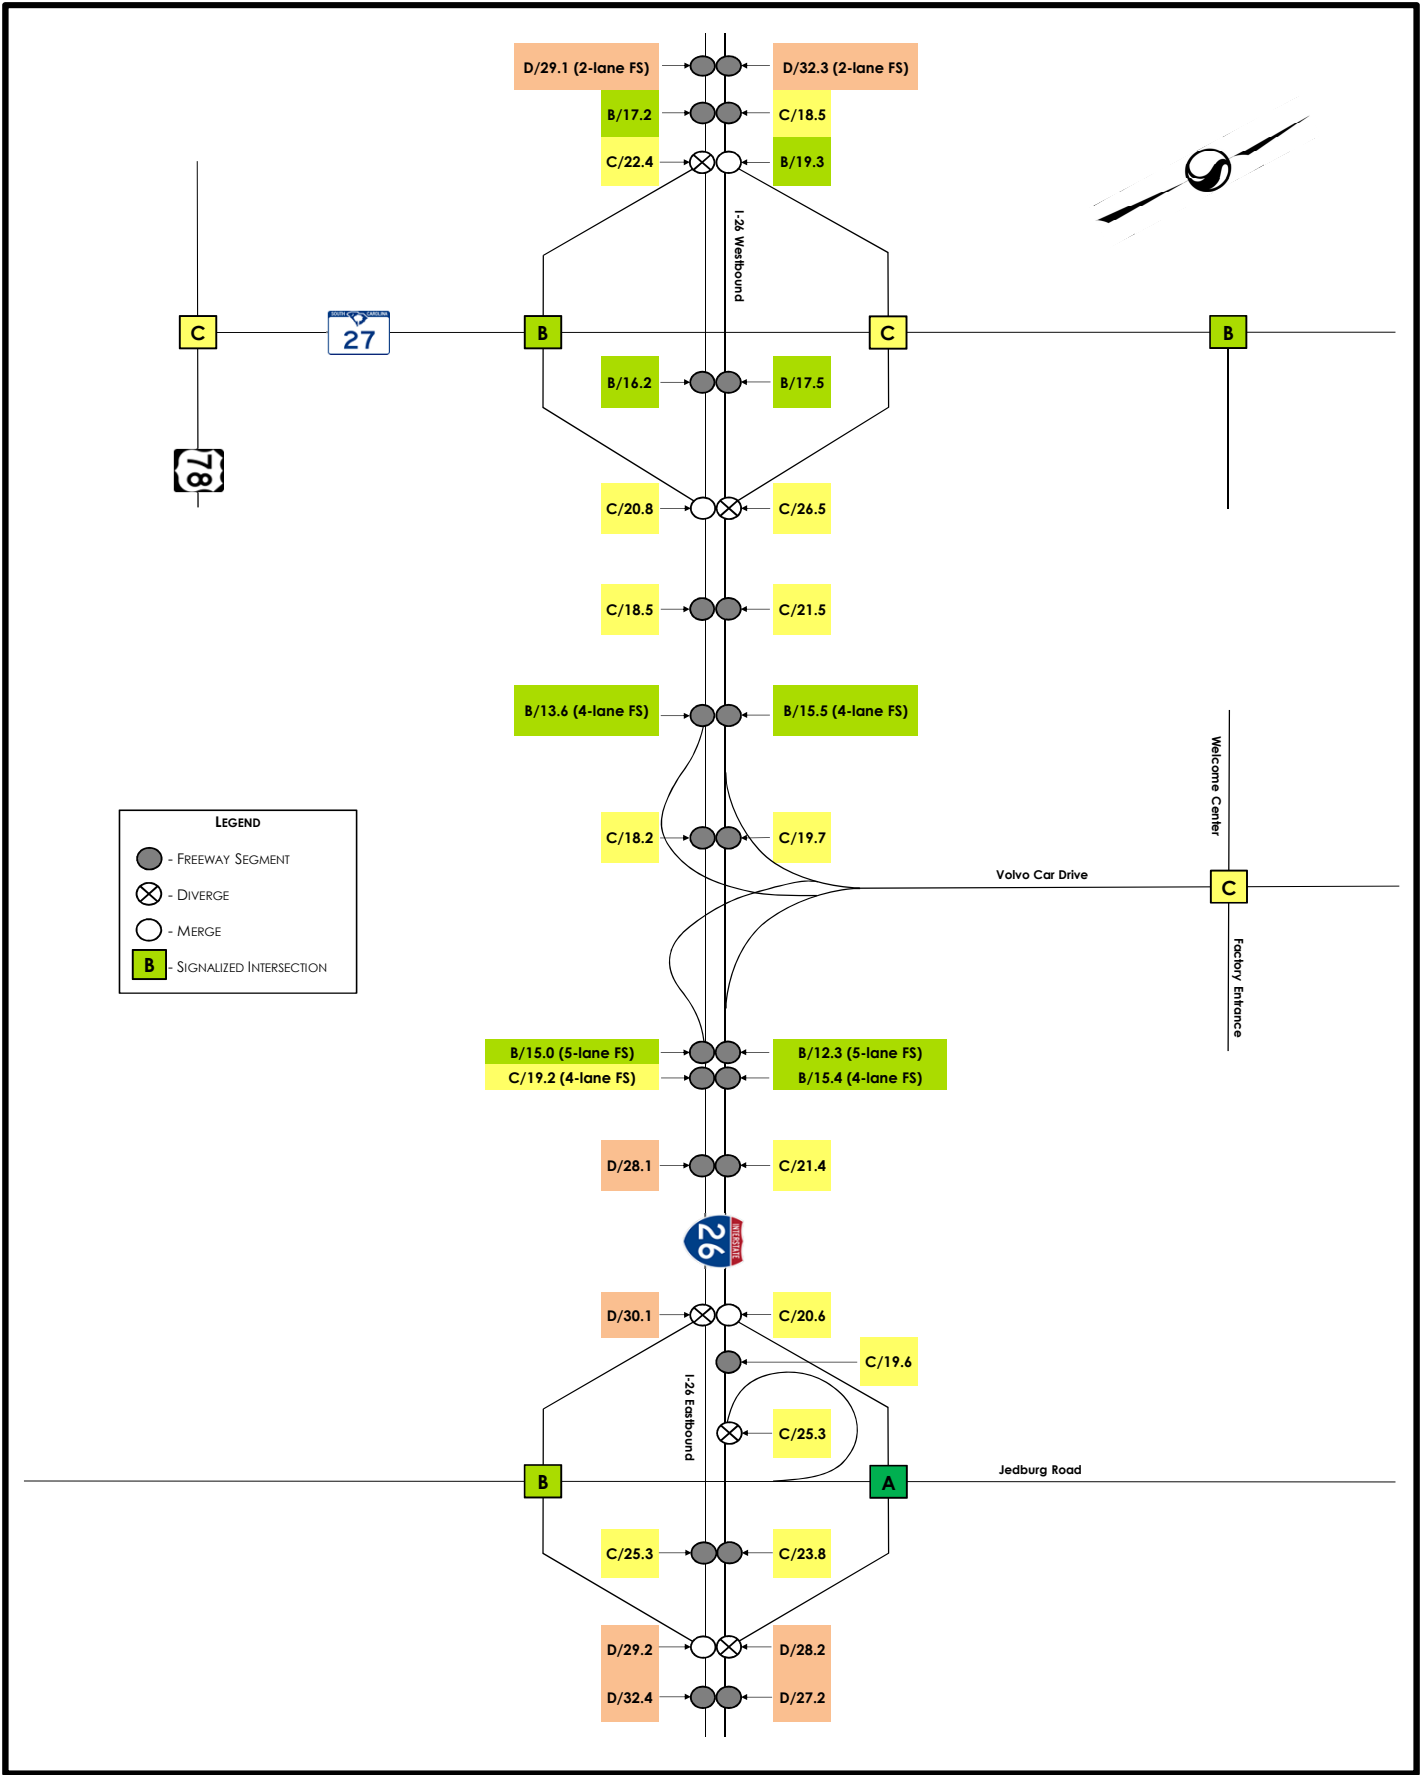 D/29.1 (2-lane FS)
D/32.3 (2-lane FS)
B/17.2
C/18.5
C/22.4
B/19.3
I-26 Westbound
C
SOUTH CAROLINA
27
B
C
B
B/16.2
B/17.5
78
C/20.8
C/26.5
C/18.5
C/21.5
B/13.6 (4-lane FS)
B/15.5 (4-lane FS)
Welcome Center
C/18.2
C/19.7
Volvo Car Drive
C
Factory Entrance
LEGEND
- FREEWAY SEGMENT
- DIVERGE
- MERGE
B - SIGNALIZED INTERSECTION
B/15.0 (5-lane FS)
B/12.3 (5-lane FS)
C/19.2 (4-lane FS)
B/15.4 (4-lane FS)
D/28.1
C/21.4
INTERSTATE
26
D/30.1
C/20.6
C/19.6
I-26 Eastbound
C/25.3
B
A
Jedburg Road
C/25.3
C/23.8
D/29.2
D/28.2
D/32.4
D/27.2